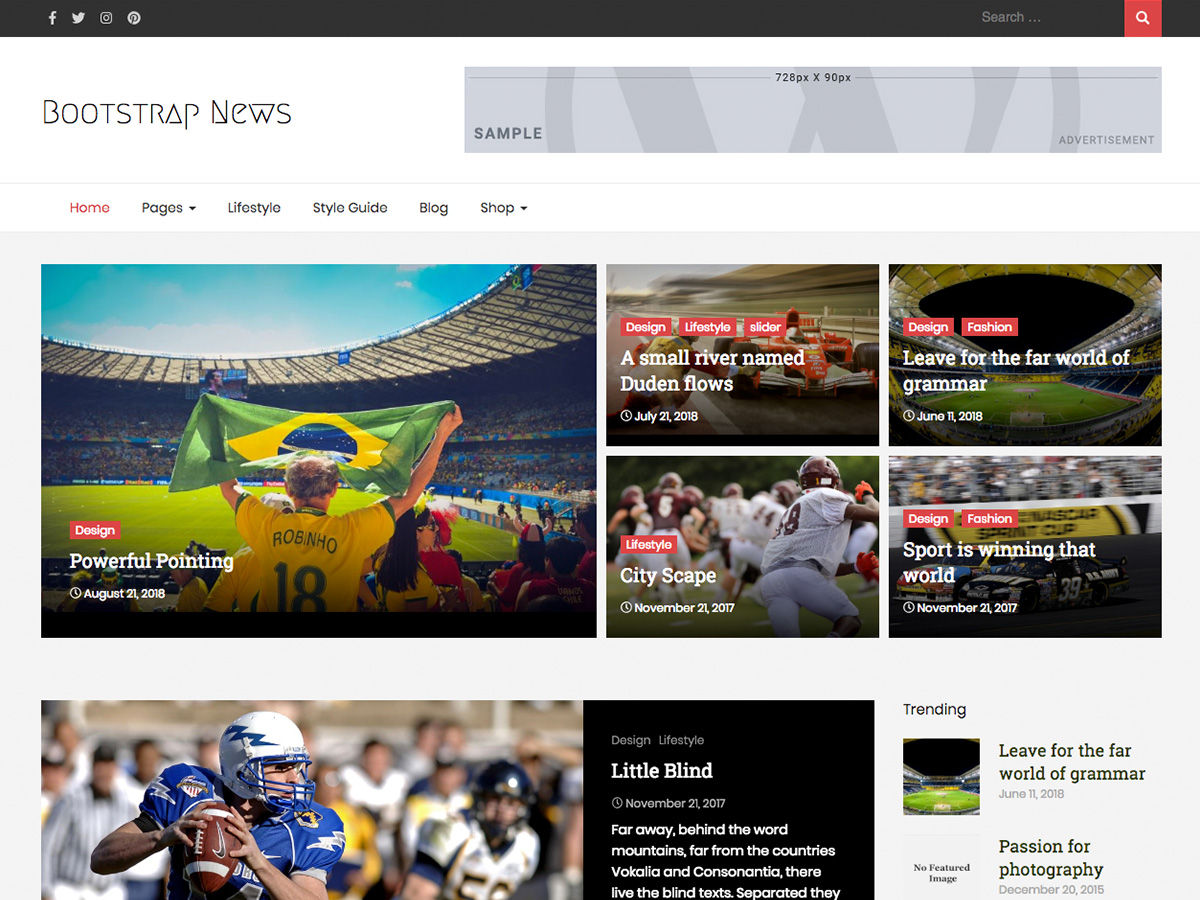 Search ...
728px X 90px
SAMPLE
ADVERTISEMENT
Bootstrap News
Home Pages Lifestyle Style Guide Blog Shop
ROBINHO
18
Design
Powerful Pointing
August 21, 2018
Design Lifestyle slider
A small river named
Duden flows
July 21, 2018
Design Fashion
Leave for the far world of
grammar
June 11, 2018
Lifestyle
City Scape
November 21, 2017
Design Fashion
Sport is winning that
world
39
November 21, 2017
Design Lifestyle
Little Blind
November 21, 2017
Far away, behind the word
mountains, far from the countries
Vokalia and Consonantia, there
live the blind texts. Separated they
Trending
Leave for the far
world of grammar
June 11, 2018
No Featured
Image
Passion for
photography
December 20, 2015